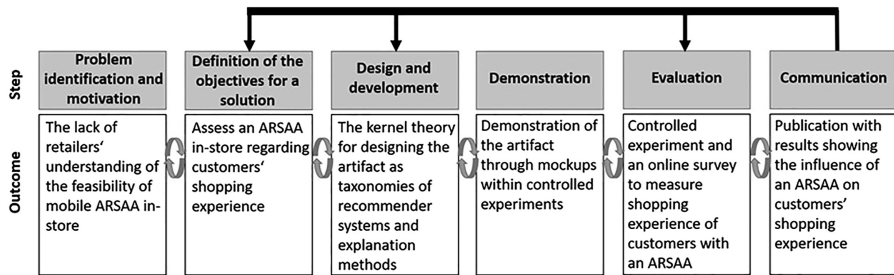 Step
Problem
identification and
motivation
Definition of the
objectives for a
solution
Design and
development
Demonstration
Evaluation
Communication
Outcome
The lack of
retailers‘
understanding of
the feasibility of
mobile ARSAA in-
store
Assess an ARSAA
in-store regarding
customers‘
shopping
experience
The kernel theory
for designing the
artifact as
taxonomies of
recommender
systems and
explanation
methods
Demonstration of
the artifact
through mockups
within controlled
experiments
Controlled
experiment and
an online survey
to measure
shopping
experience of
customers with
an ARSAA
Publication with
results showing
the influence of
an ARSAA on
customers’
shopping
experience